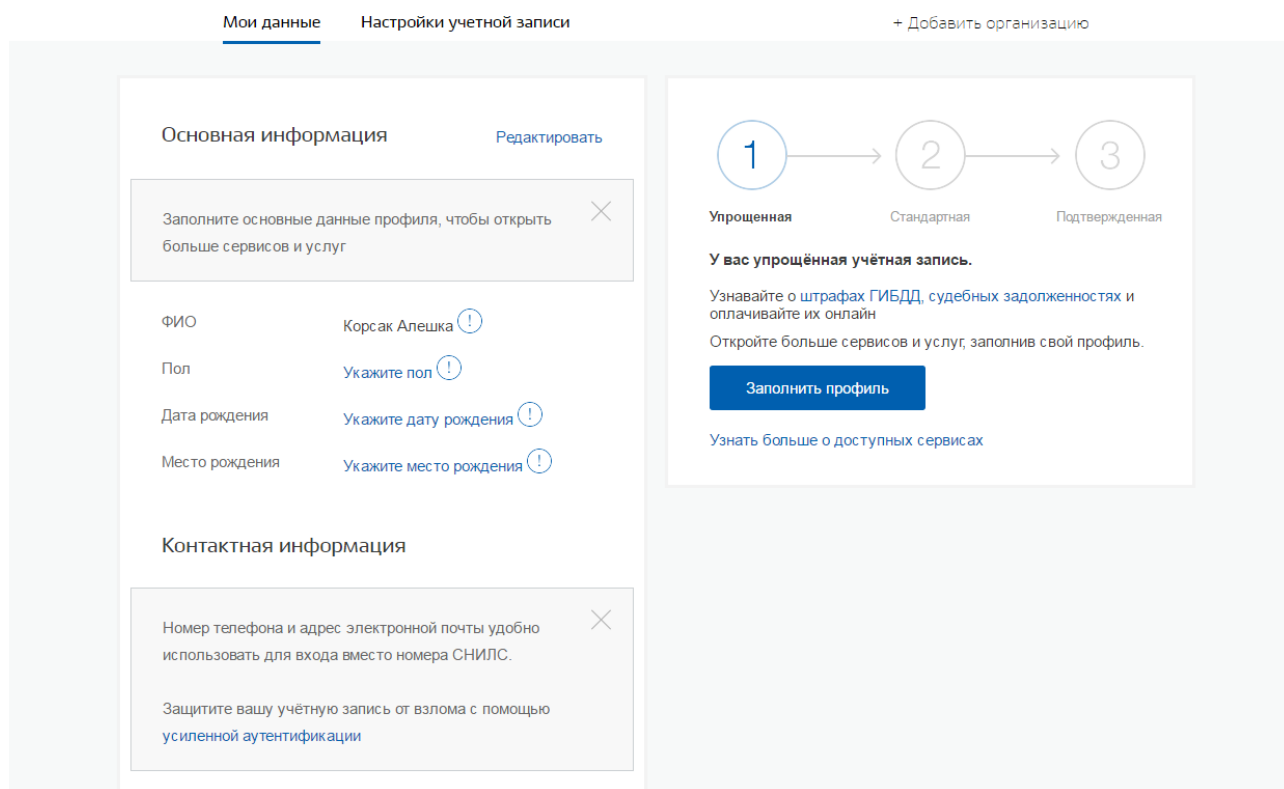 Мои данные
Настройки учетной записи
+ Добавить организацию
Основная информация
Редактировать
Заполните основные данные профиля, чтобы открыть
больше сервисов и услуг
ФИО
Корсак Алешка !
Пол
Укажите пол !
Дата рождения
Укажите дату рождения !
Место рождения
Укажите место рождения !
Контактная информация
Номер телефона и адрес электронной почты удобно
использовать для входа вместо номера СНИЛС.
Защитите вашу учётную запись от взлома с помощью
усиленной аутентификации
1
2
3
Упрощенная
Стандартная
Подтвержденная
У вас упрощённая учётная запись.
Узнавайте о штрафах ГИБДД, судебных задолженностях и
оплачивайте их онлайн
Откройте больше сервисов и услуг, заполнив свой профиль.
Заполнить профиль
Узнать больше о доступных сервисах